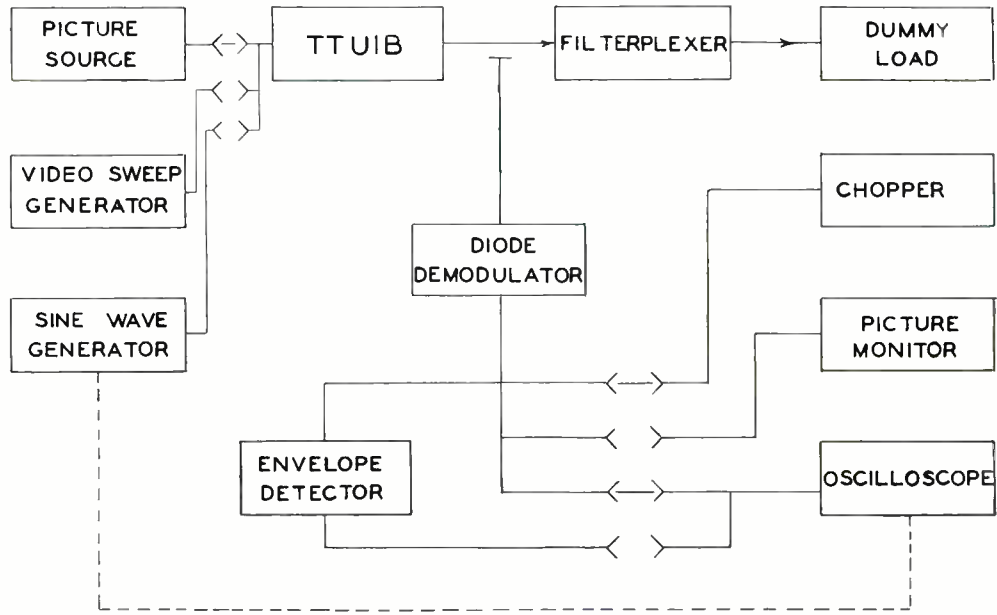 PICTURE
SOURCE
TTUIB
FILTERPLEXER
DUMMY
LOAD
VIDEO SWEEP
GENERATOR
CHOPPER
DIODE
DEMODULATOR
SINE WAVE
GENERATOR
PICTURE
MONITOR
ENVELOPE
DETECTOR
OSCILLOSCOPE